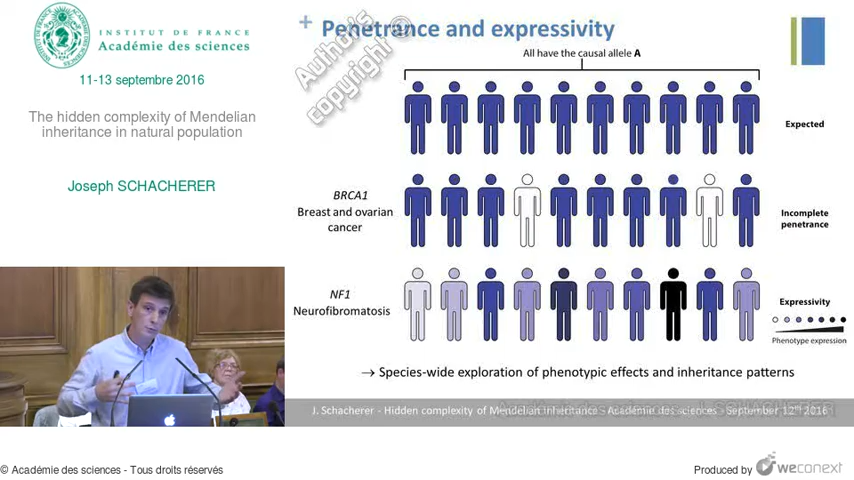 INSTITUT DE FRANCE
Académie des sciences
11-13 septembre 2016
The hidden complexity of Mendelian
inheritance in natural population
Joseph SCHACHERER
+ Penetrance and expressivity
Author's
copyright ©
All have the causal allele A
Expected
BRCA1
Breast and ovarian
cancer
Incomplete
penetrance
NF1
Neurofibromatosis
Expressivity
Phenotype expression
→ Species-wide exploration of phenotypic effects and inheritance patterns
J. Schacherer - Hidden complexity of Mendelian Inheritance - Académie des sciences - September 12th 2016
© Académie des sciences - Tous droits réservés
Produced by weconext